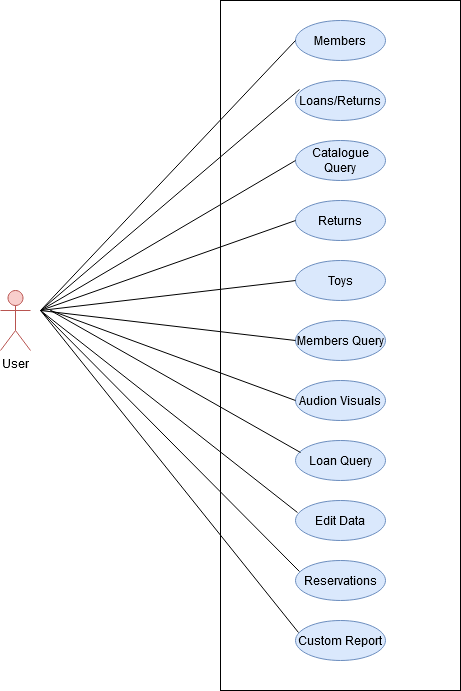 Members
Loans/Returns
Catalogue
Query
Returns
Toys
Members Query
Audion Visuals
Loan Query
Edit Data
Reservations
Custom Report
User